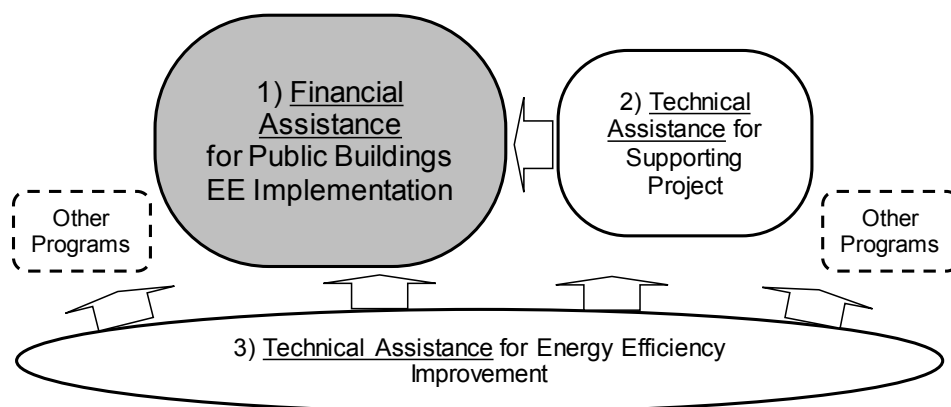 1) Financial
Assistance
for Public Buildings
EE Implementation
2) Technical
Assistance for
Supporting
Project
Other
Programs
Other
Programs
3) Technical Assistance for Energy Efficiency
Improvement